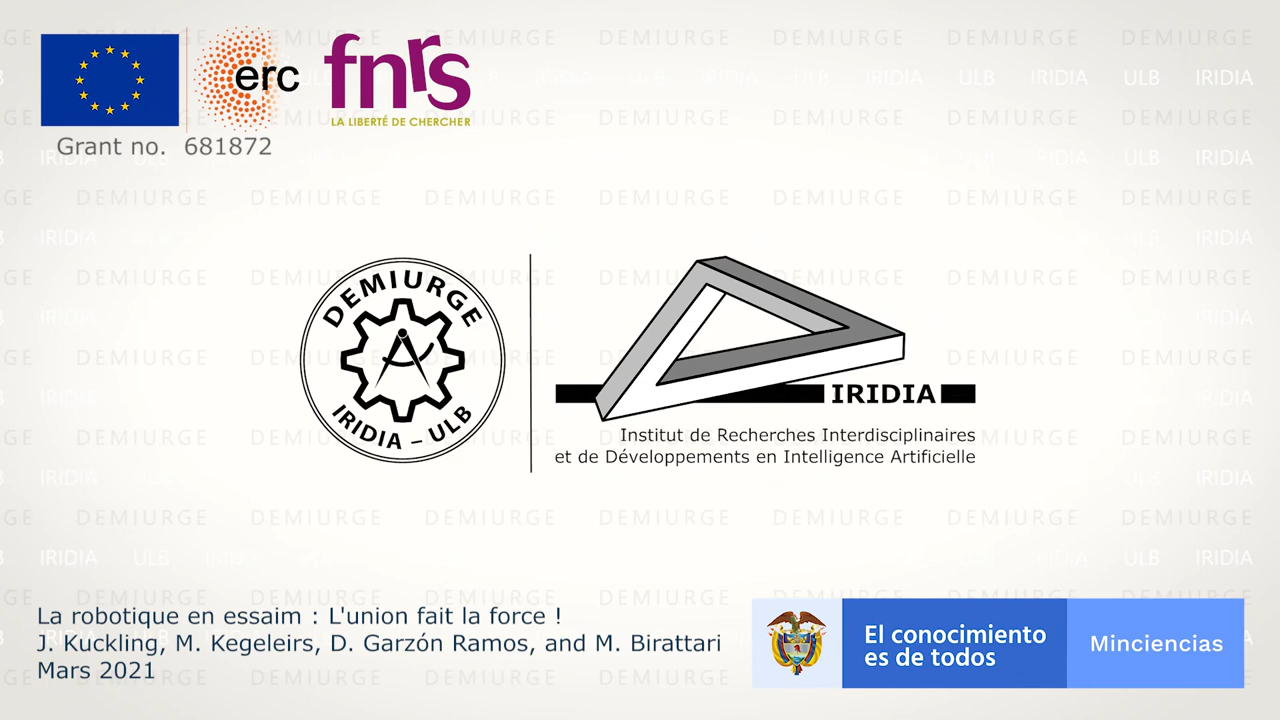 erc
fnrs
LA LIBERTÉ DE CHERCHER
Grant no. 681872
DEMIURGE
IRIDIA – ULB
IRIDIA
Institut de Recherches Interdisciplinaires
et de Développements en Intelligence Artificielle
La robotique en essaim : L'union fait la force !
J. Kuckling, M. Kegeleirs, D. Garzón Ramos, and M. Birattari
Mars 2021
El conocimiento
es de todos
Minciencias